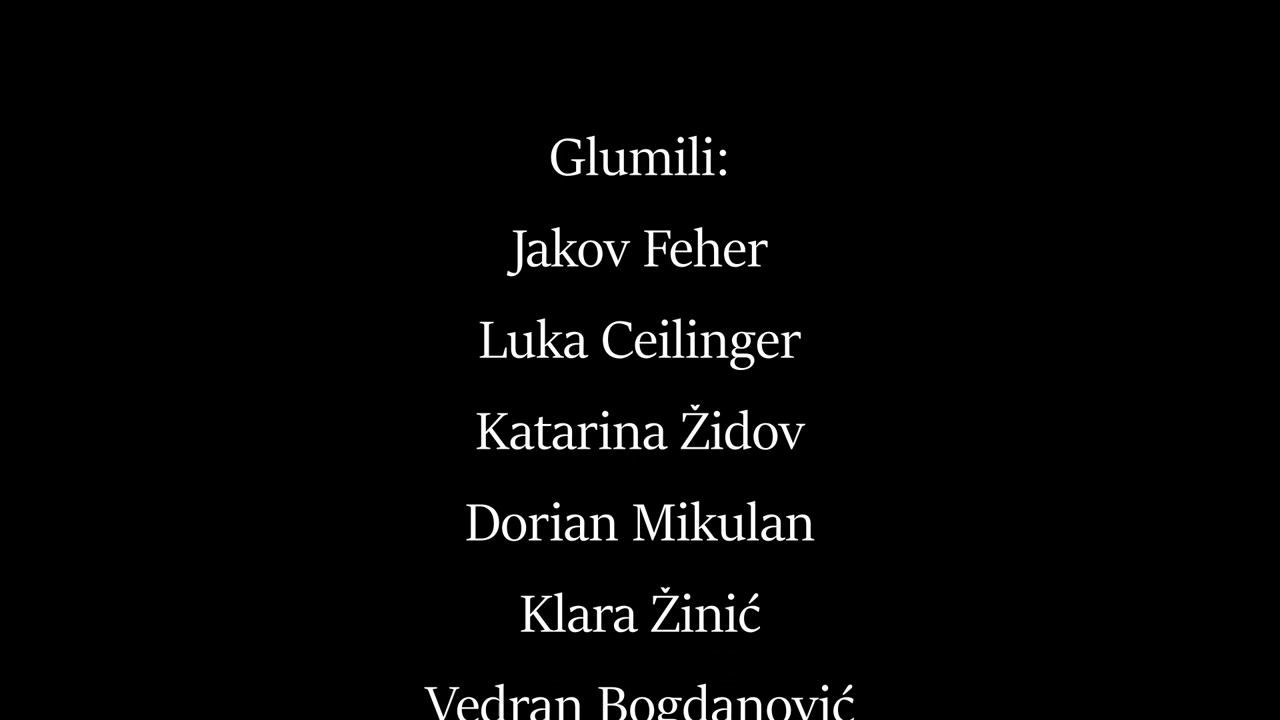 Glumili:
Jakov Feher
Luka Ceilinger
Katarina Židov
Dorian Mikulan
Klara Žinić
Vedran Bogdanović